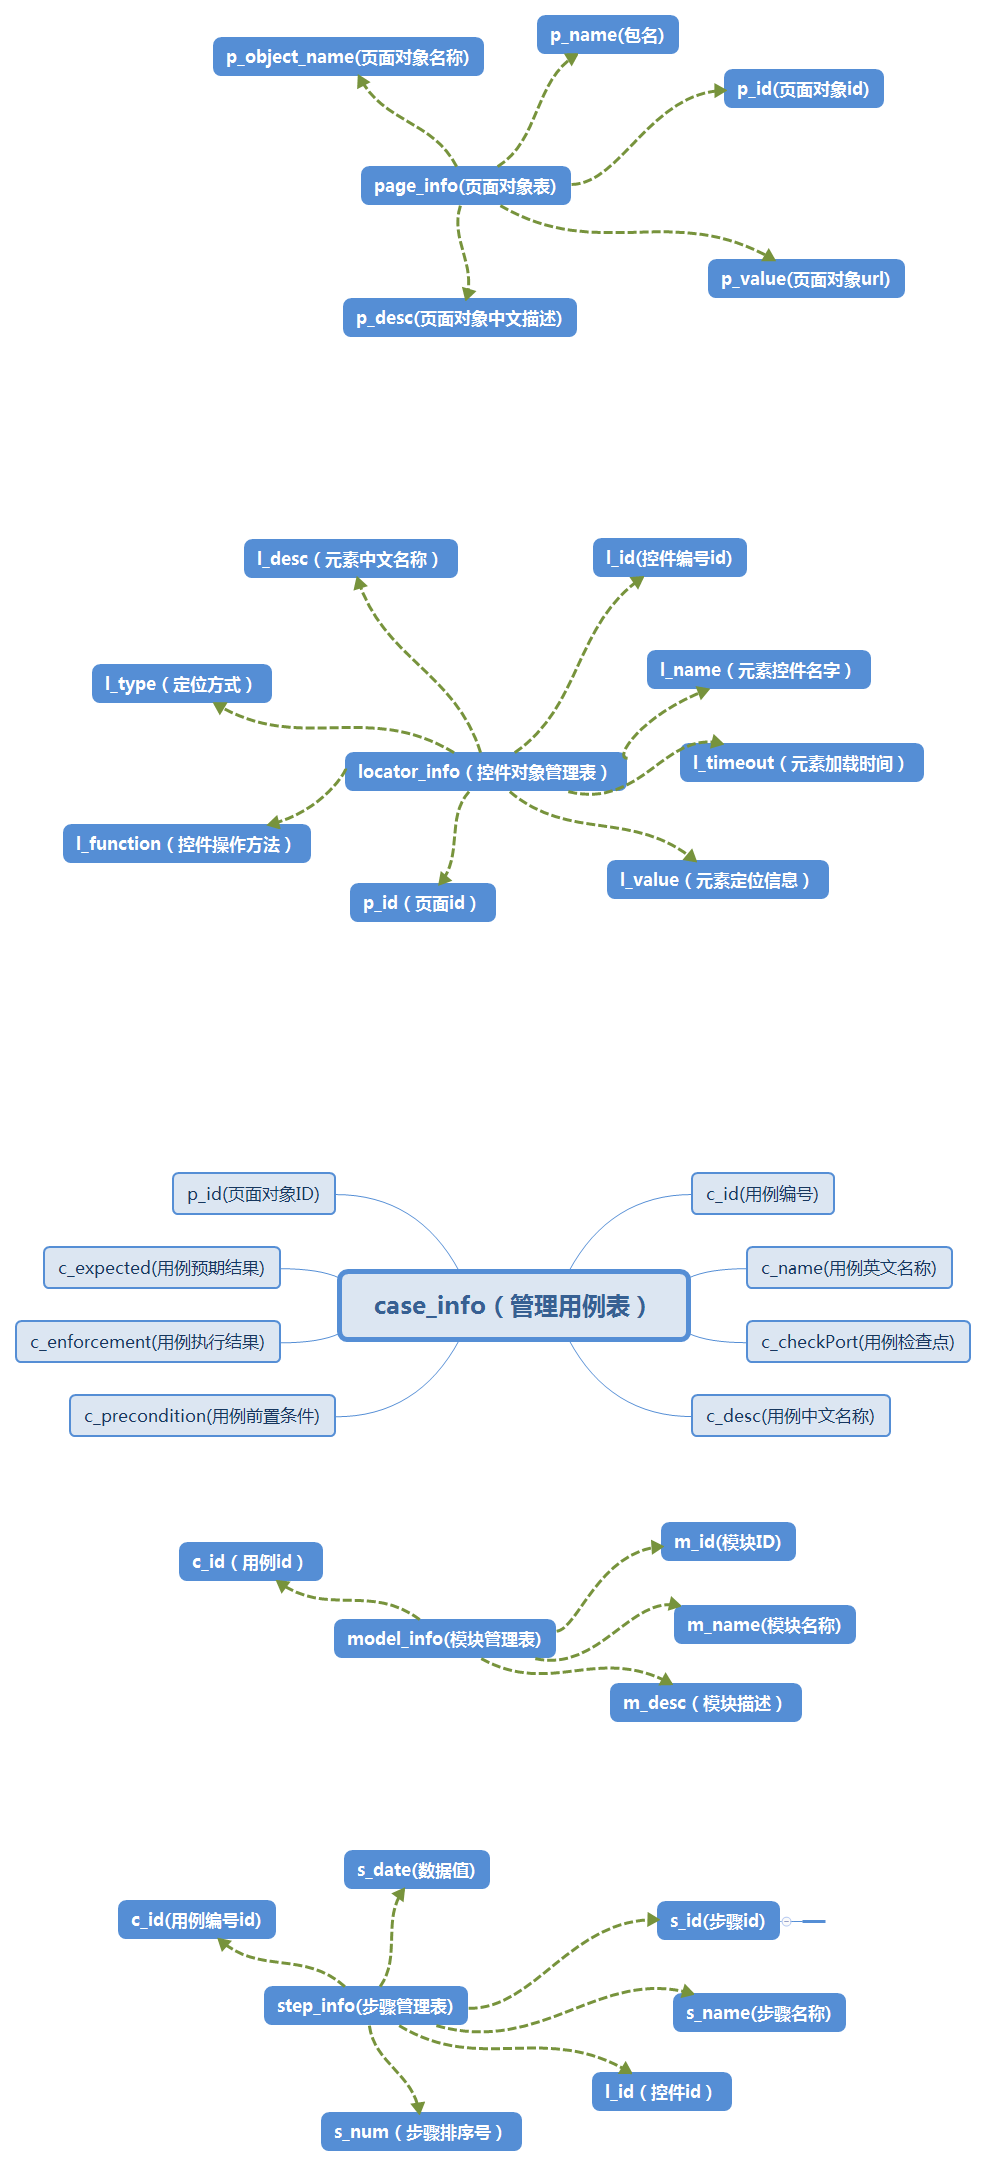 p_name(包名)
p_object_name(页面对象名称)
p_id(页面对象id)
page_info(页面对象表)
p_value(页面对象url)
p_desc(页面对象中文描述)
l_desc（元素中文名称）
l_id(控件编号id)
l_name（元素控件名字）
l_type（定位方式）
l_timeout（元素加载时间）
locator_info（控件对象管理表）
l_function（控件操作方法）
l_value（元素定位信息）
p_id（页面id）
p_id(页面对象ID)
c_id(用例编号)
c_expected(用例预期结果)
c_name(用例英文名称)
case_info（管理用例表）
c_enforcement(用例执行结果)
c_checkPort(用例检查点)
c_precondition(用例前置条件)
c_desc(用例中文名称)
m_id(模块ID)
c_id（用例id）
m_name(模块名称)
model_info(模块管理表)
m_desc（模块描述）
s_date(数据值)
c_id(用例编号id)
s_id(步骤id)
step_info(步骤管理表)
s_name(步骤名称)
l_id（控件id）
s_num（步骤排序号）